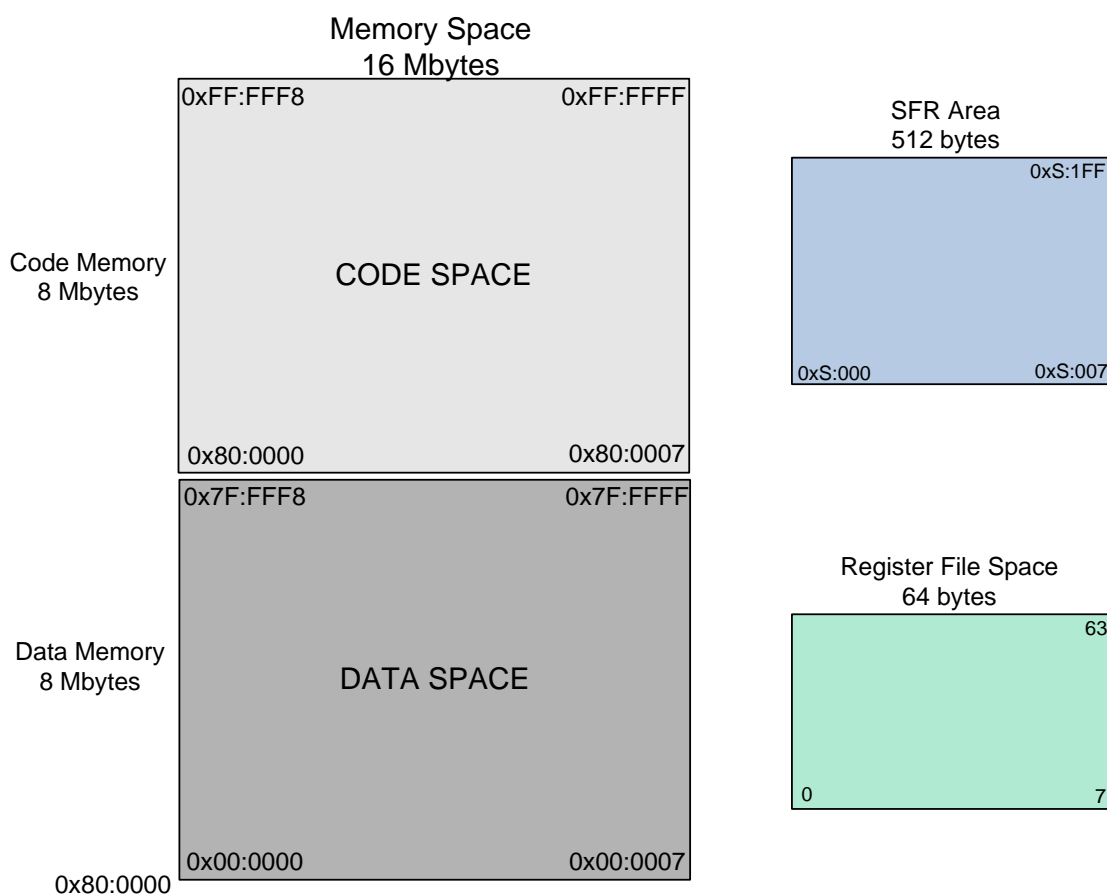 Memory Space
16 Mbytes
0xFF:FFF8 0xFF:FFFF
Code Memory
8 Mbytes
CODE SPACE
0x80:0000 0x80:0007
0x7F:FFF8 0x7F:FFFF
Data Memory
8 Mbytes
DATA SPACE
0x00:0000 0x00:0007
0x80:0000
SFR Area
512 bytes
0xS:1FF
0xS:000 0xS:007
Register File Space
64 bytes
63
0 7